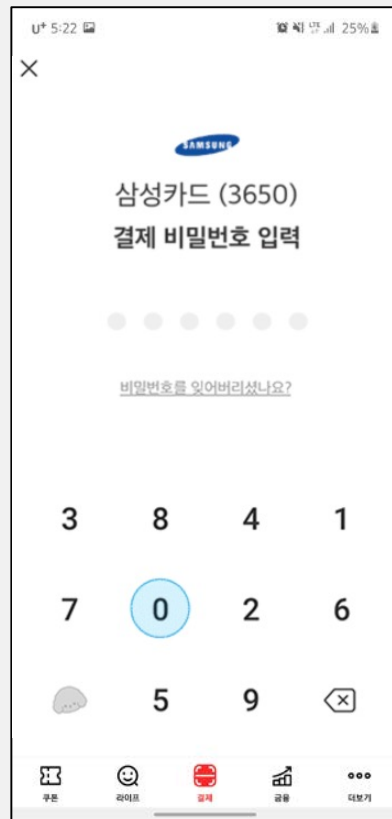 U+ 5:22 LTE 25%
SAMSUNG
삼성카드 (3650)
결제 비밀번호 입력
비밀번호를 잊어버리셨나요?
3 8 4 1
7 0 2 6
5 9
쿠폰 라이프 결제 금융 더보기